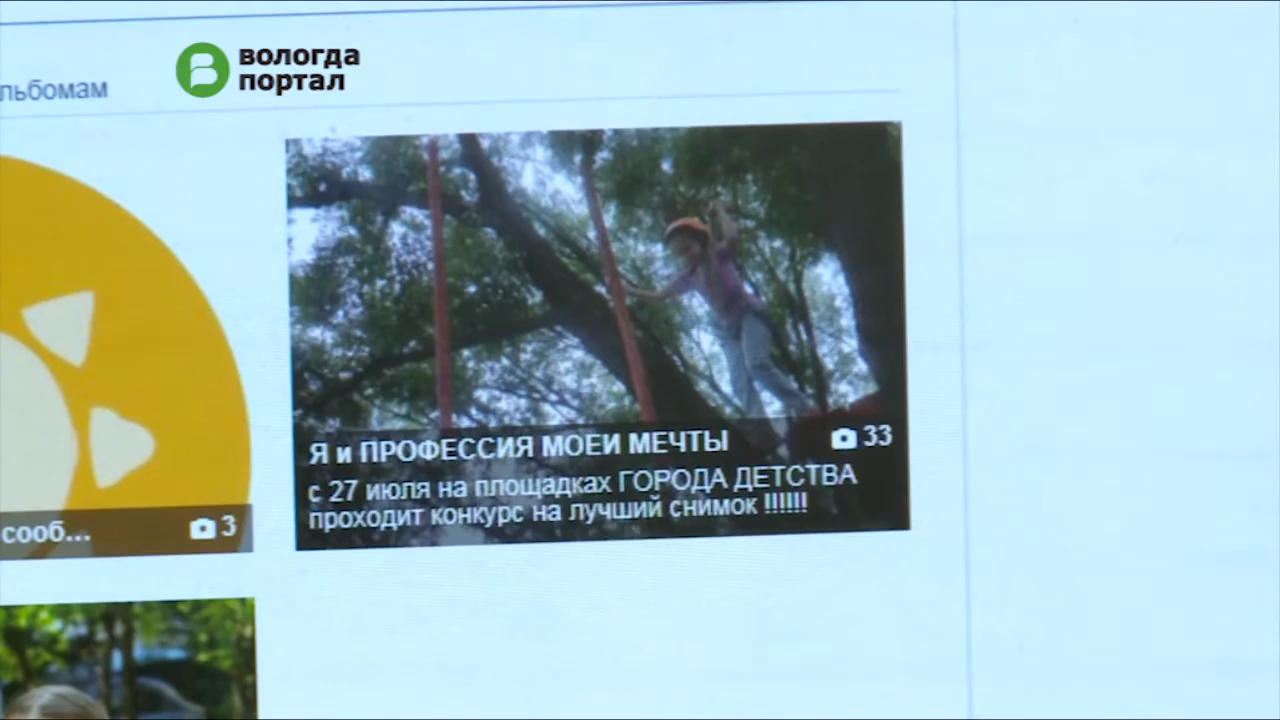 вологда
портал
льбомам
Я и ПРОФЕССИЯ МОЕЙ МЕЧТЫ
33
с 27 июля на площадках ГОРОДА ДЕТСТВА
проходит конкурс на лучший снимок !!!!!!
сооб...
3